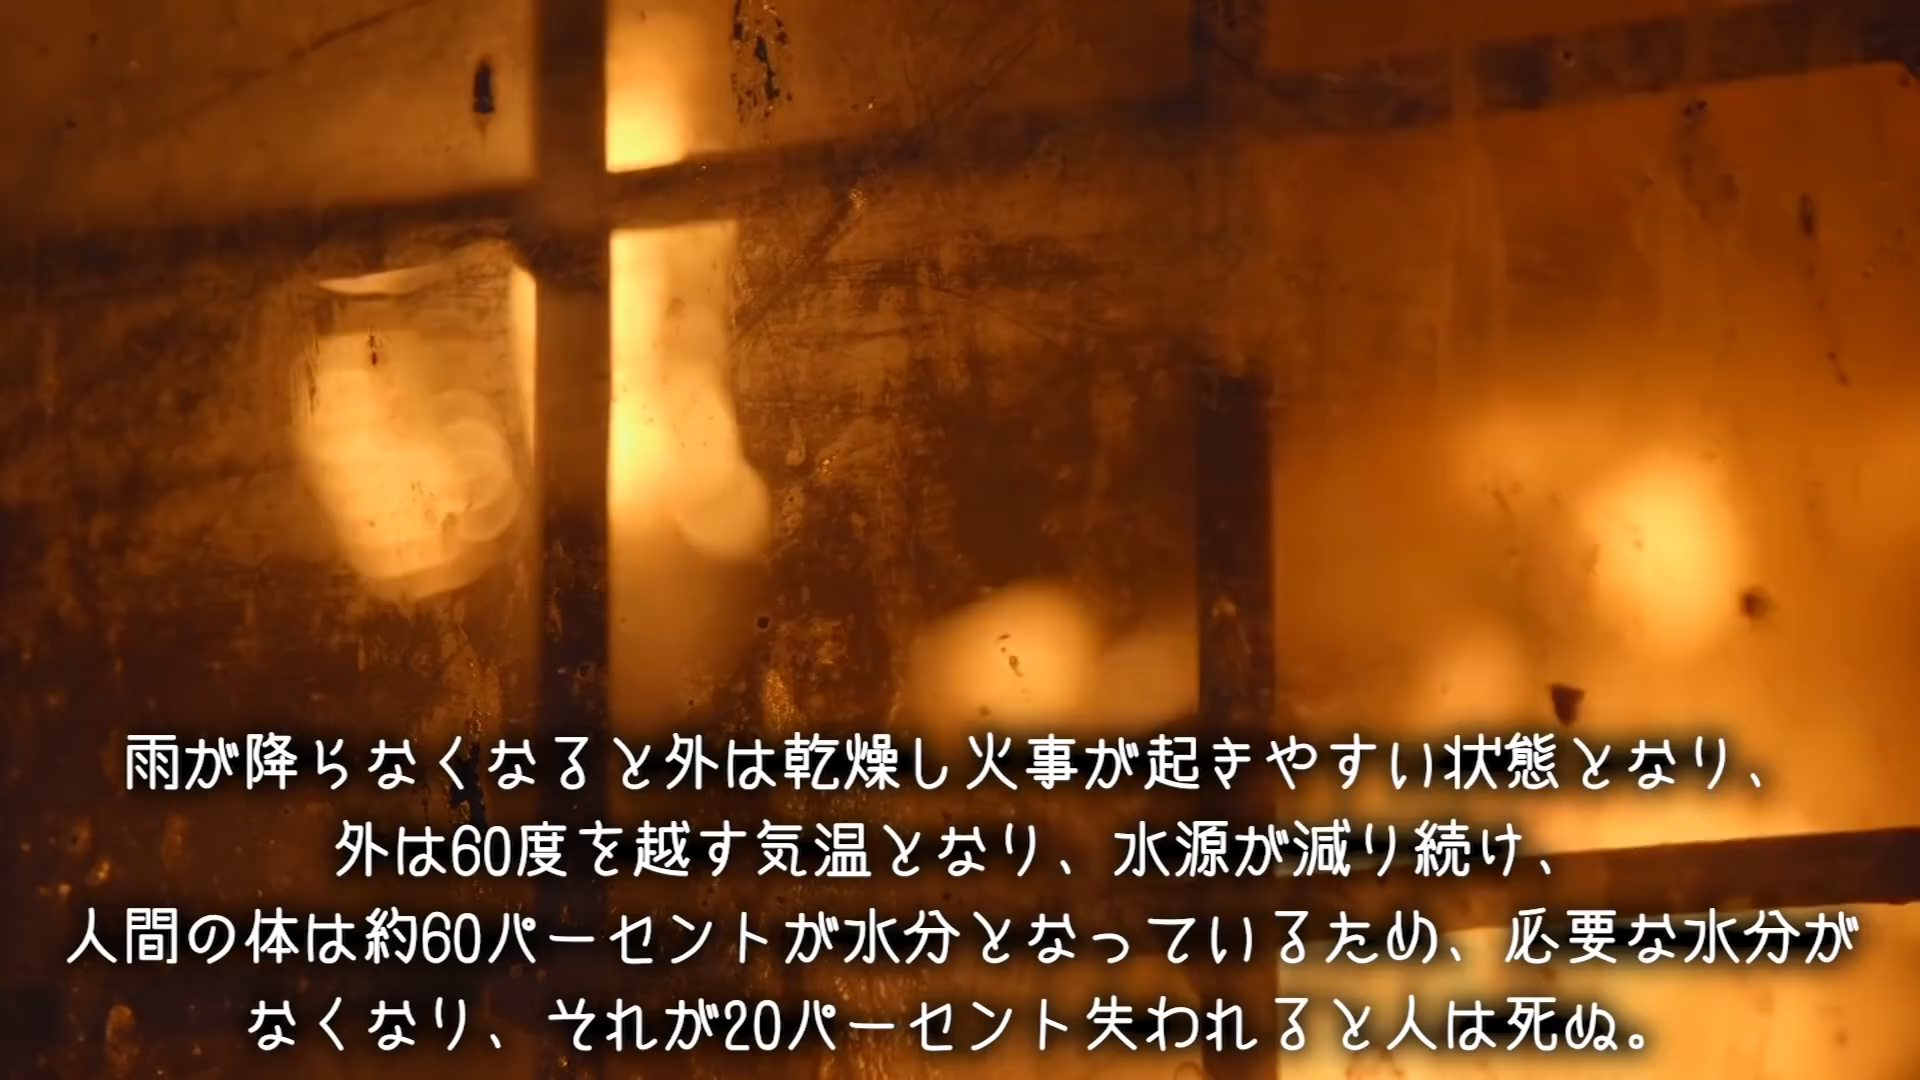 雨が降らなくなると外は乾燥し火事が起きやすい状態となり、
外は60度を越す気温となり、水源が減り続け、
人間の体は約60パーセントが水分となっているため、必要な水分が
なくなり、それが20パーセント失われると人は死ぬ。